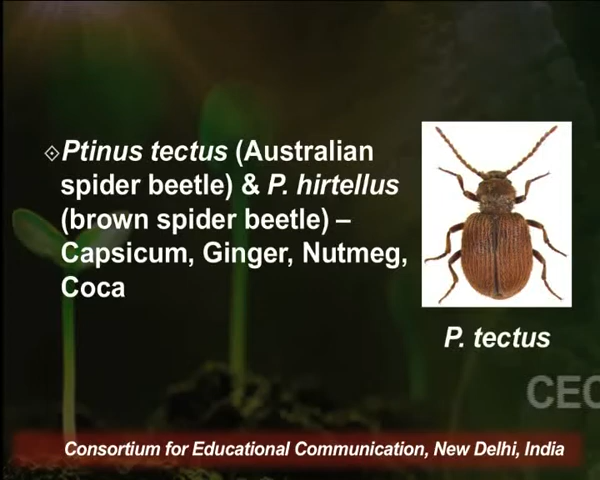 Ptinus tectus (Australian
spider beetle) & P. hirtellus
(brown spider beetle) –
Capsicum, Ginger, Nutmeg,
Coca
P. tectus
CEC
Consortium for Educational Communication, New Delhi, India